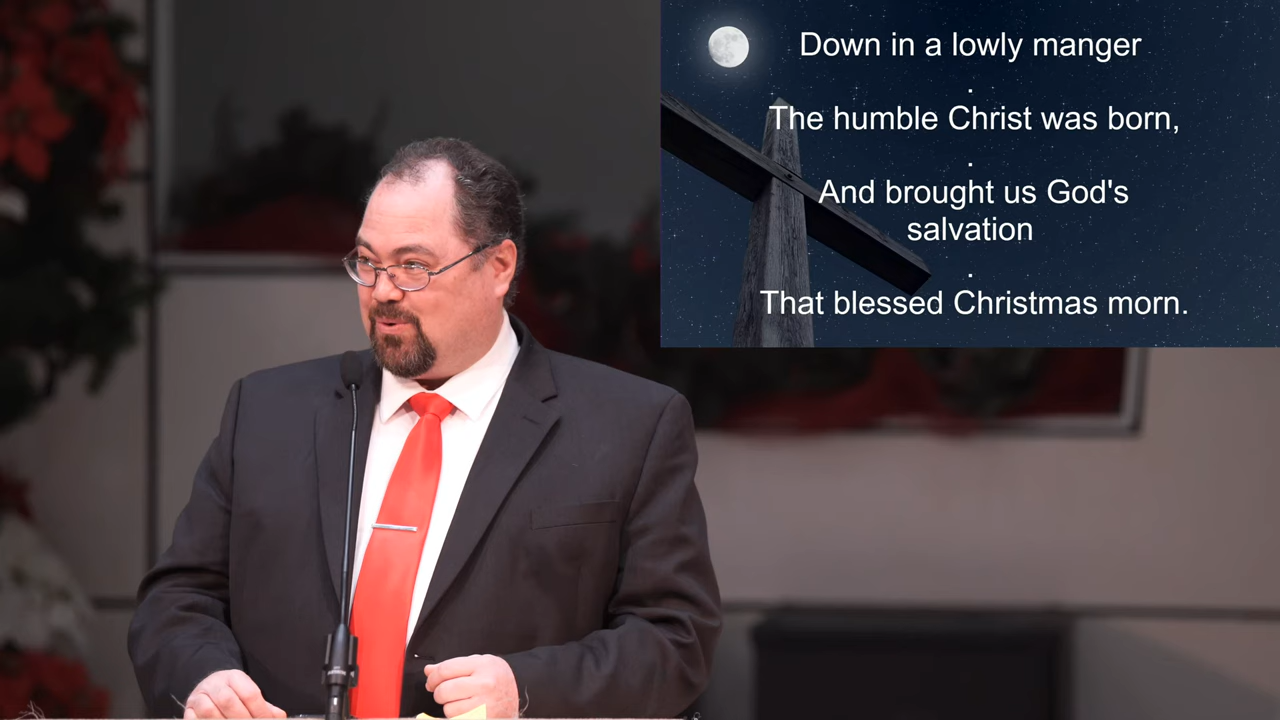 Down in a lowly manger
.
The humble Christ was born,
.
And brought us God's
salvation
.
That blessed Christmas morn.